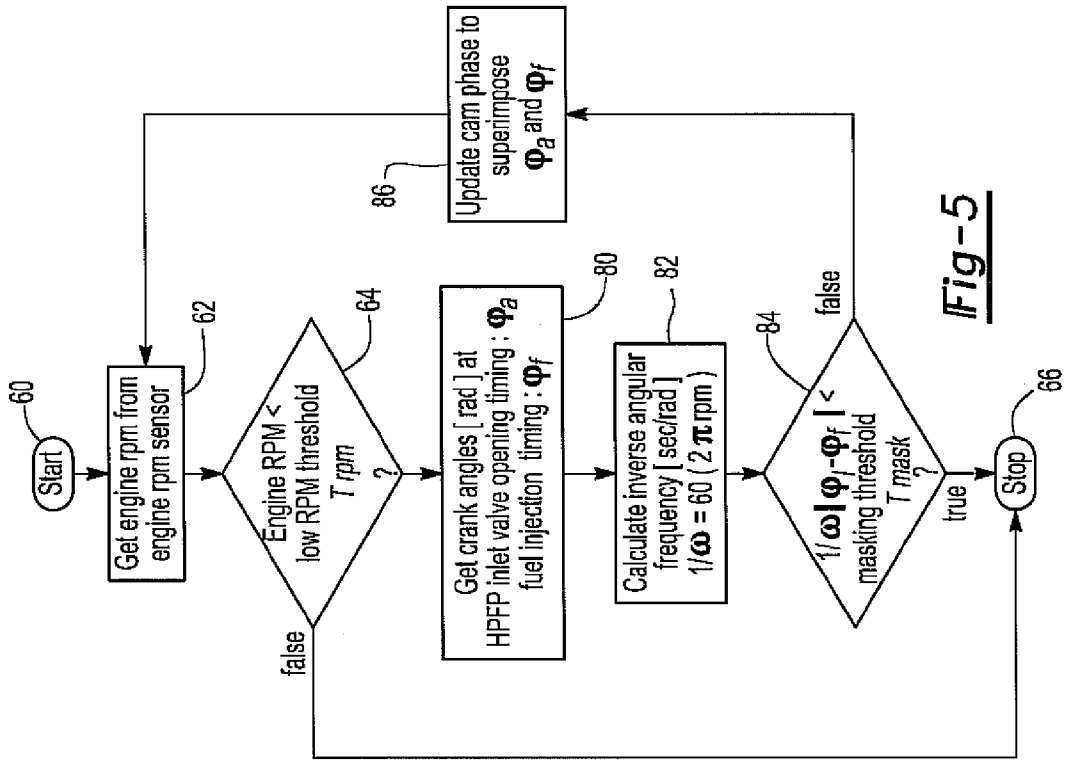 Start
60
Get engine rpm from
engine rpm sensor
62
Engine RPM <
low RPM threshold
T rpm
?
64
false
Get crank angles [ rad ] at
HPFP inlet valve opening timing : φa
fuel injection timing : φf
80
Calculate inverse angular
frequency [ sec/rad ]
1/ω = 60 ( 2 π rpm )
82
1/ω | φf - φf | <
masking threshold
T mask
?
84
false
true
Stop
66
Update cam phase to
superimpose
φa and φf
86
Fig-5